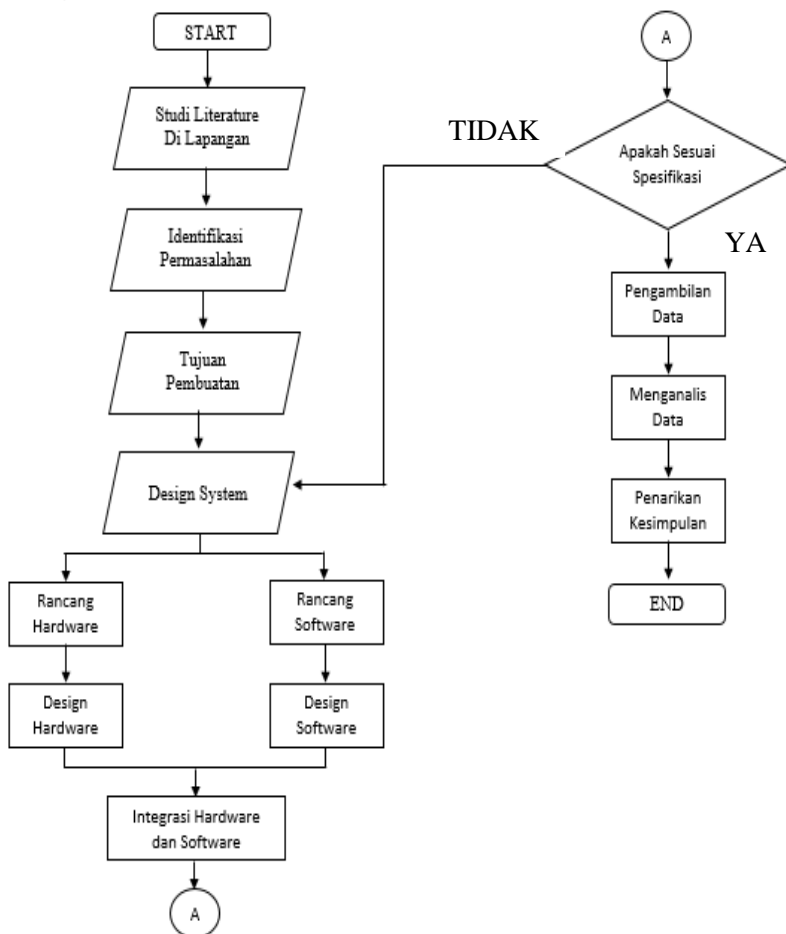 START
Studi Literature
Di Lapangan
Identifikasi
Permasalahan
Tujuan
Pembuatan
Design System
Rancang
Hardware
Rancang
Software
Design
Hardware
Design
Software
Integrasi Hardware
dan Software
A
A
Apakah Sesuai
Spesifikasi
TIDAK
YA
Pengambilan
Data
Menganalis
Data
Penarikan
Kesimpulan
END